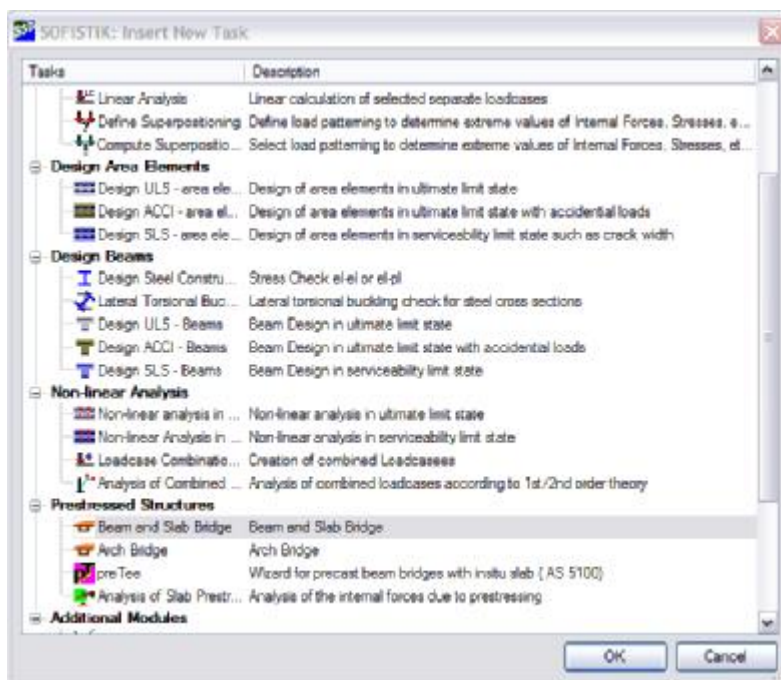 SOFISTIK: Insert New Task
Tasks Description
Linear Analysis Linear calculation of selected separate loadcases
Define Superpositioning Define load patterning to determine extreme values of Internal Forces, Stresses, e...
Compute Superpositio... Select load patterning to determine extreme values of Internal Forces, Stresses, et...
Design Area Elements
Design ULS - area ele... Design of area elements in ultimate limit state
Design ACCI - area el... Design of area elements in ultimate limit state with accidential loads
Design SLS - area ele... Design of area elements in serviceability limit state such as crack width
Design Beams
Design Steel Constru... Stress Check el-el or el-pl
Lateral Torsional Buc... Lateral torsional buckling check for steel cross sections
Design ULS - Beams Beam Design in ultimate limit state
Design ACCI - Beams Beam Design in ultimate limit state with accidential loads
Design SLS - Beams Beam Design in serviceability limit state
Non-linear Analysis
Non-linear analysis in ... Non-linear analysis in ultimate limit state
Non-linear Analysis in ... Non-linear analysis in serviceability limit state
Loadcase Combinatio... Creation of combined Loadcasees
Analysis of Combined ... Analysis of combined loadcases according to 1st/2nd order theory
Prestressed Structures
Beam and Slab Bridge Beam and Slab Bridge
Arch Bridge Arch Bridge
preTee Wizard for precast beam bridges with insitu slab ( AS 5100)
Analysis of Slab Prestr... Analysis of the internal forces due to prestressing
Additional Modules
OK Cancel